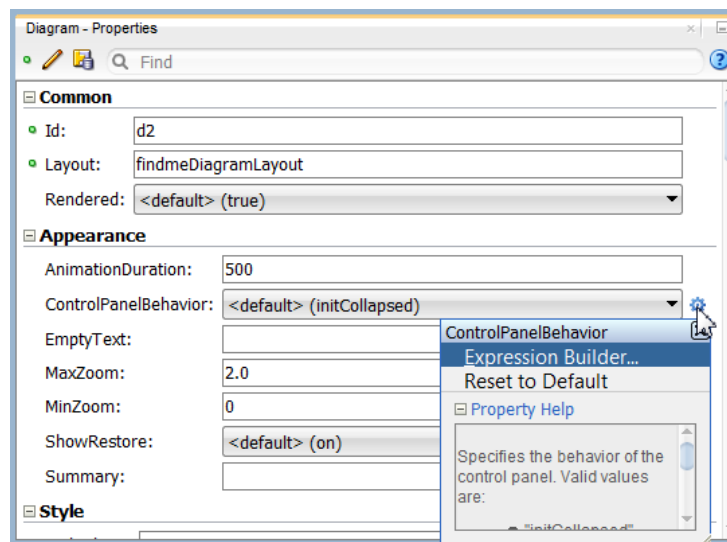 Diagram - Properties
Find
Common
Id: d2
Layout: findmeDiagramLayout
Rendered: <default> (true)
Appearance
AnimationDuration: 500
ControlPanelBehavior: <default> (initCollapsed)
EmptyText:
ControlPanelBehavior
Expression Builder...
Reset to Default
Property Help
Specifies the behavior of the
control panel. Valid values
are:
"initCollapsed"
MaxZoom: 2.0
MinZoom: 0
ShowRestore: <default> (on)
Summary:
Style